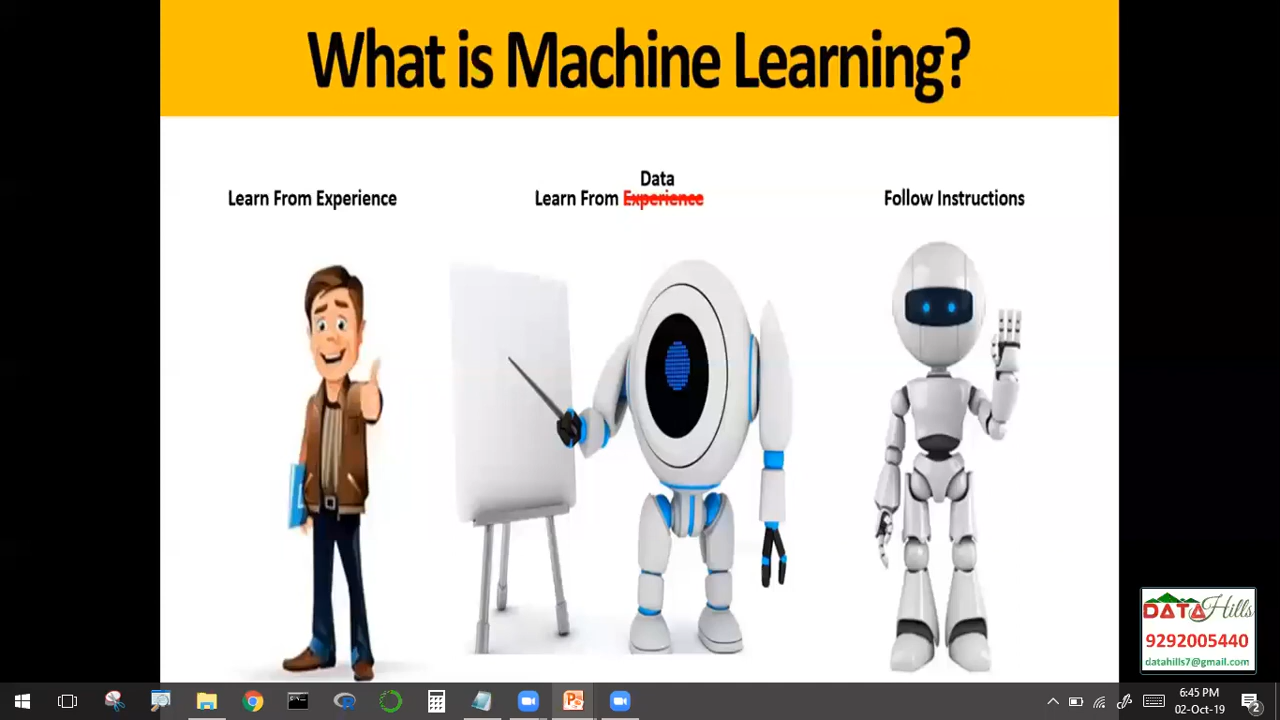 What is Machine Learning?
Data
Learn From Experience
Learn From Experience
Follow Instructions
DATAHills
9292005440
datahills7@gmail.com
6:45 PM
02-Oct-19
2